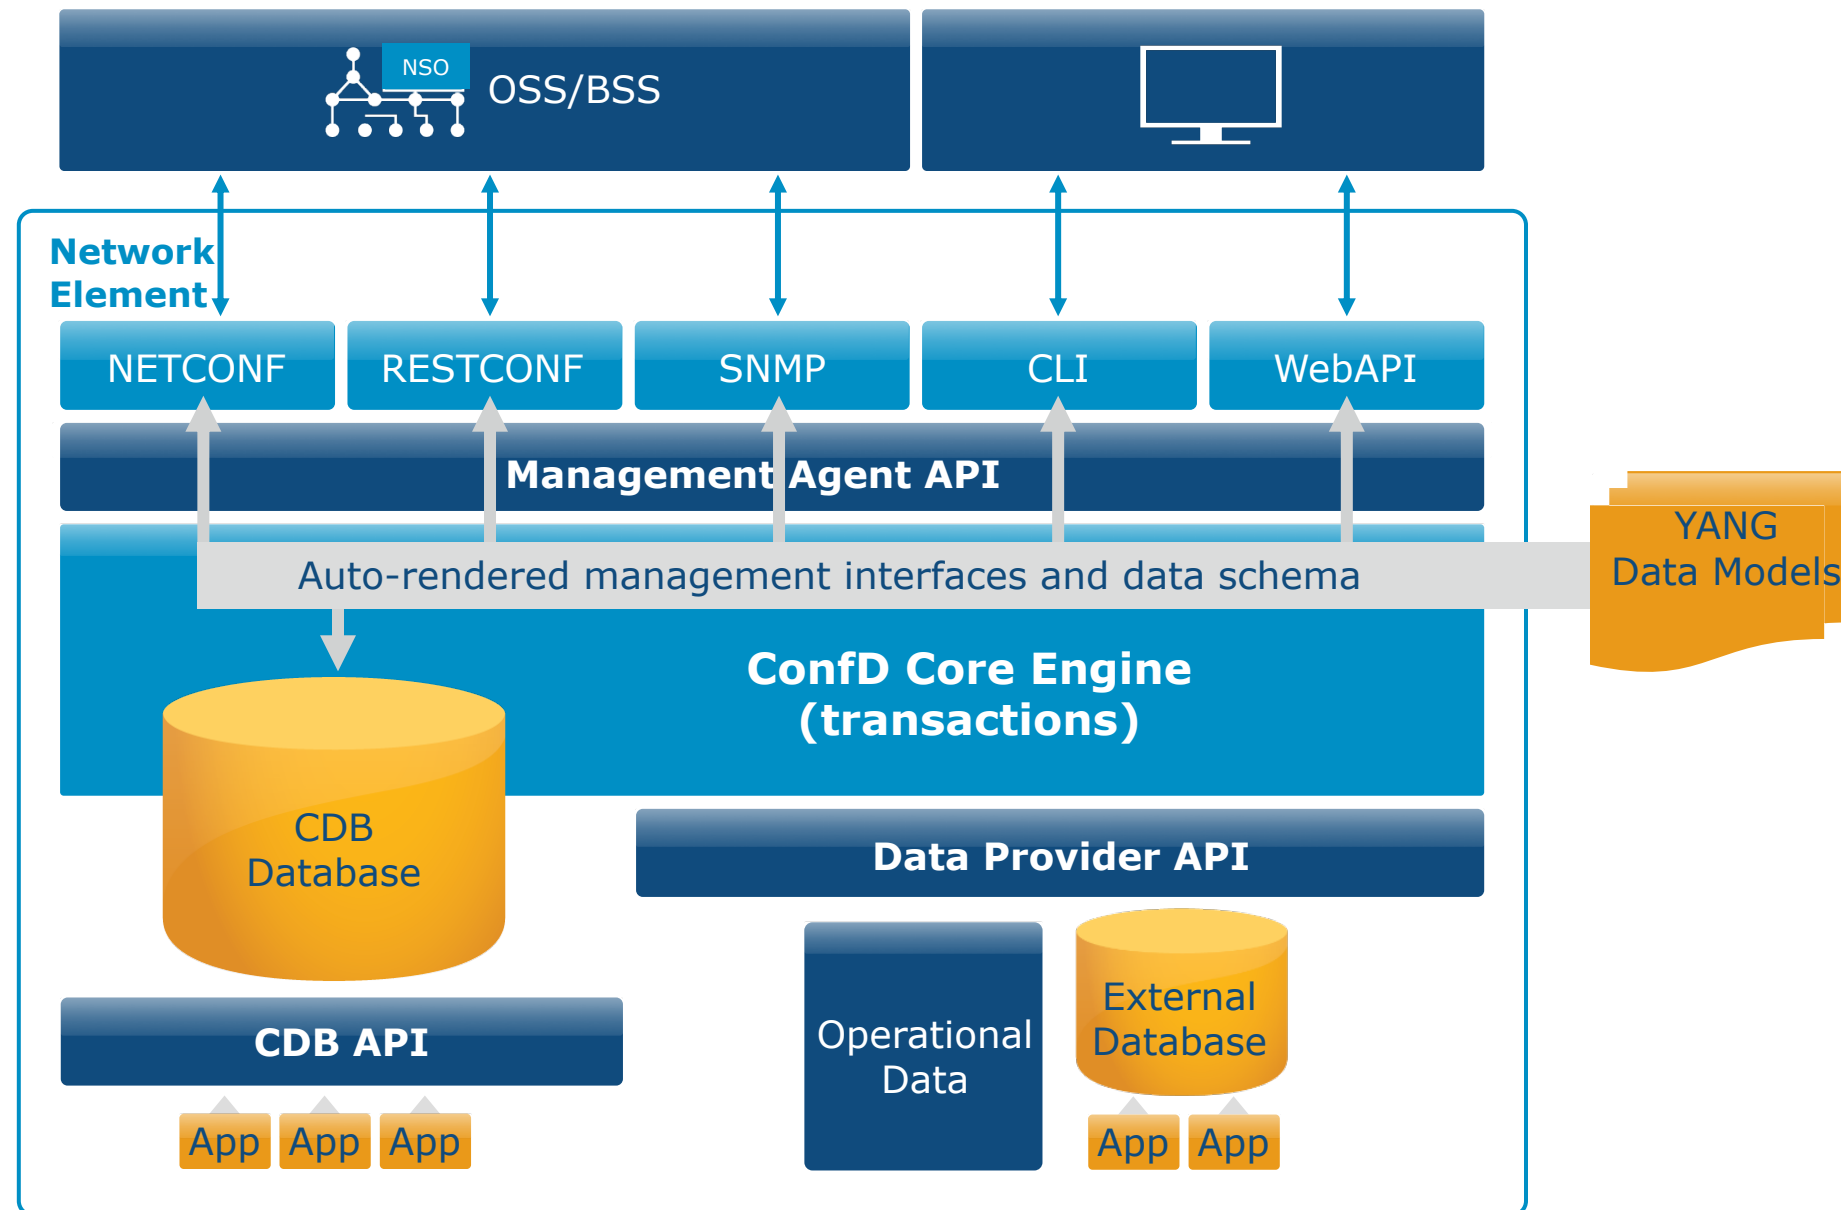 NSO
OSS/BSS
Network
Element
NETCONF
RESTCONF
SNMP
CLI
WebAPI
Management Agent API
YANG
Data Models
Auto-rendered management interfaces and data schema
ConfD Core Engine
(transactions)
CDB
Database
Data Provider API
Operational
Data
External
Database
CDB API
App
App
App
App
App